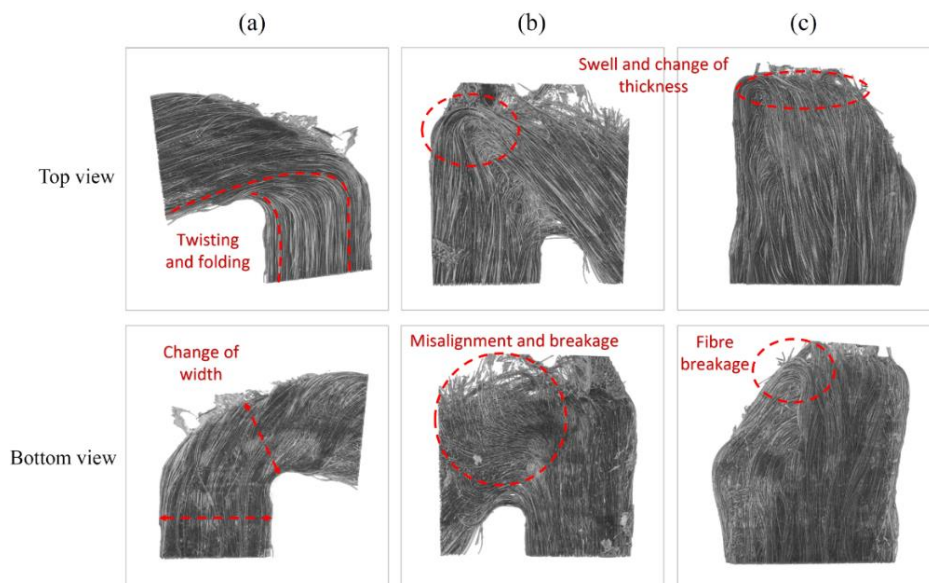 (a)
(b)
(c)
Top view
Twisting
and folding
Swell and change of
thickness
Bottom view
Change of
width
Misalignment and breakage
Fibre
breakage